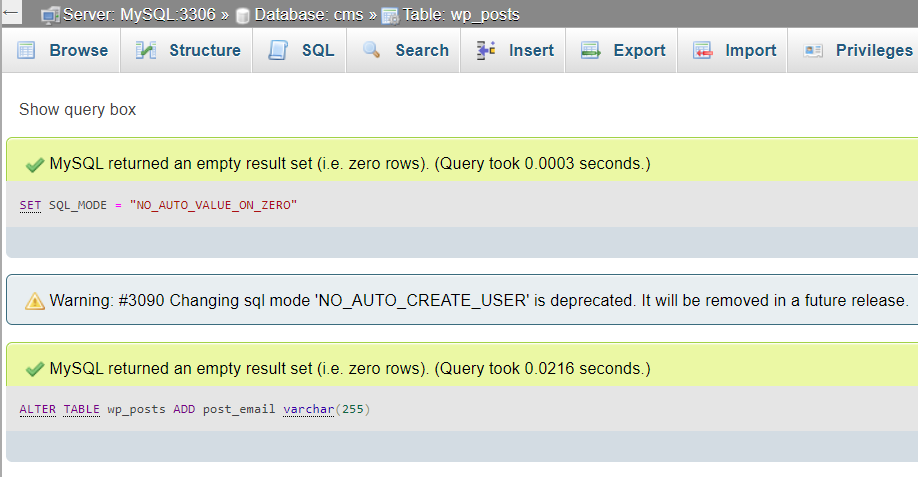 Server: MySQL:3306 » Database: cms » Table: wp_posts
Browse Structure SQL Search Insert Export Import Privileges
Show query box
MySQL returned an empty result set (i.e. zero rows). (Query took 0.0003 seconds.)
SET SQL_MODE = "NO_AUTO_VALUE_ON_ZERO"
Warning: #3090 Changing sql mode 'NO_AUTO_CREATE_USER' is deprecated. It will be removed in a future release.
MySQL returned an empty result set (i.e. zero rows). (Query took 0.0216 seconds.)
ALTER TABLE wp_posts ADD post_email varchar(255)